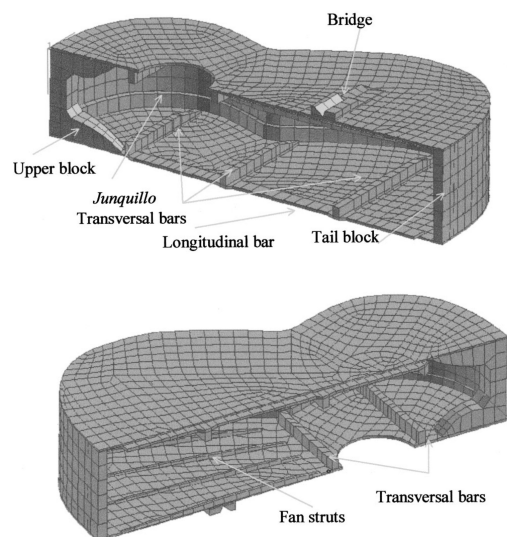 Bridge
Upper block
Junquillo
Transversal bars
Longitudinal bar
Tail block
Fan struts
Transversal bars